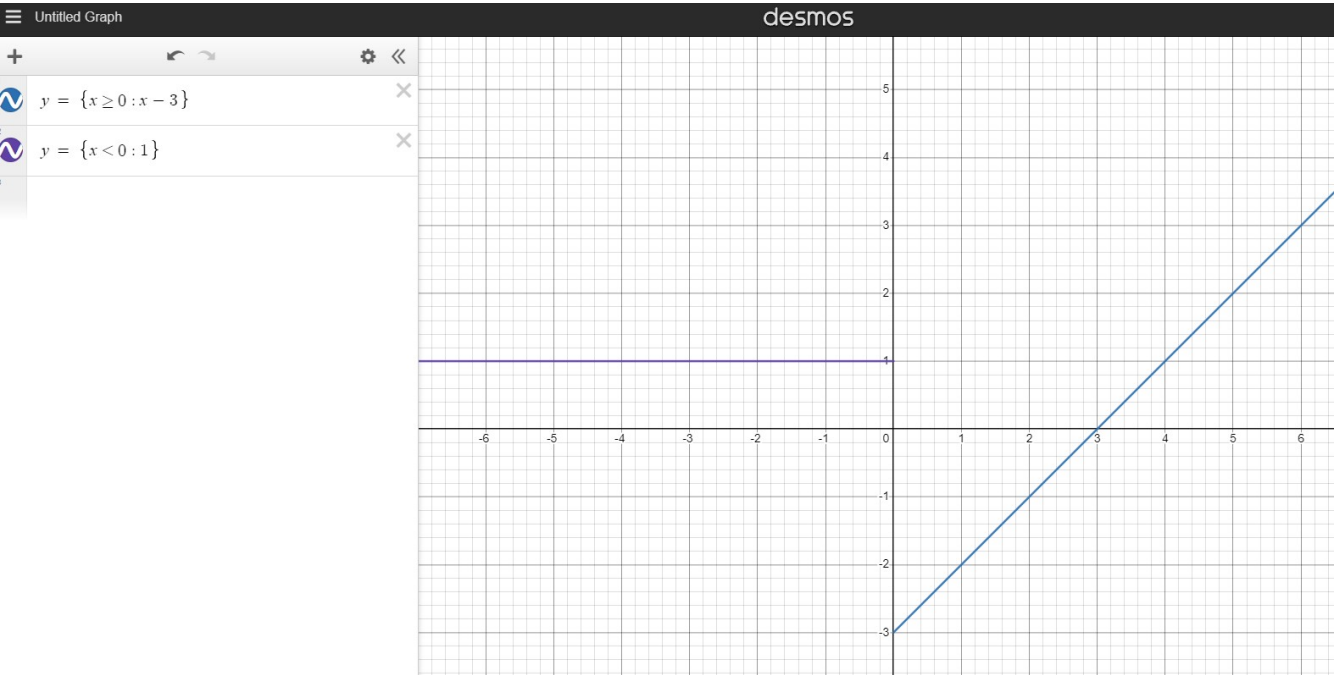 Untitled Graph
desmos
y = {x ≥ 0 : x − 3}
y = {x < 0 : 1}
5
4
3
2
1
-6 -5 -4 -3 -2 -1 0 1 2 3 4 5 6
-1
-2
-3